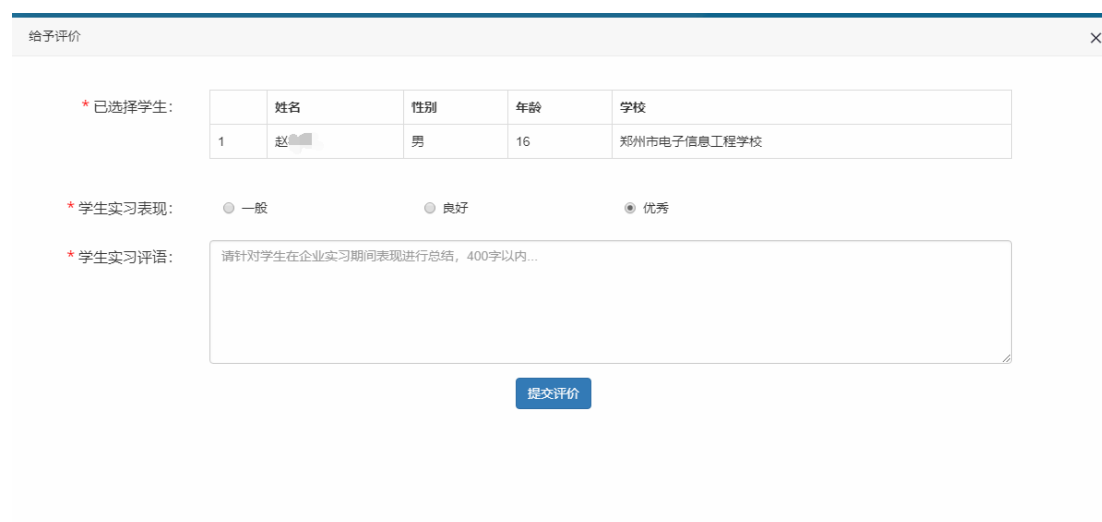 给予评价
* 已选择学生:
姓名 性别 年龄 学校
1 赵 男 16 郑州市电子信息工程学校
* 学生实习表现: 一般 良好 优秀
* 学生实习评语: 请针对学生在企业实习期间表现进行总结，400字以内...
提交评价